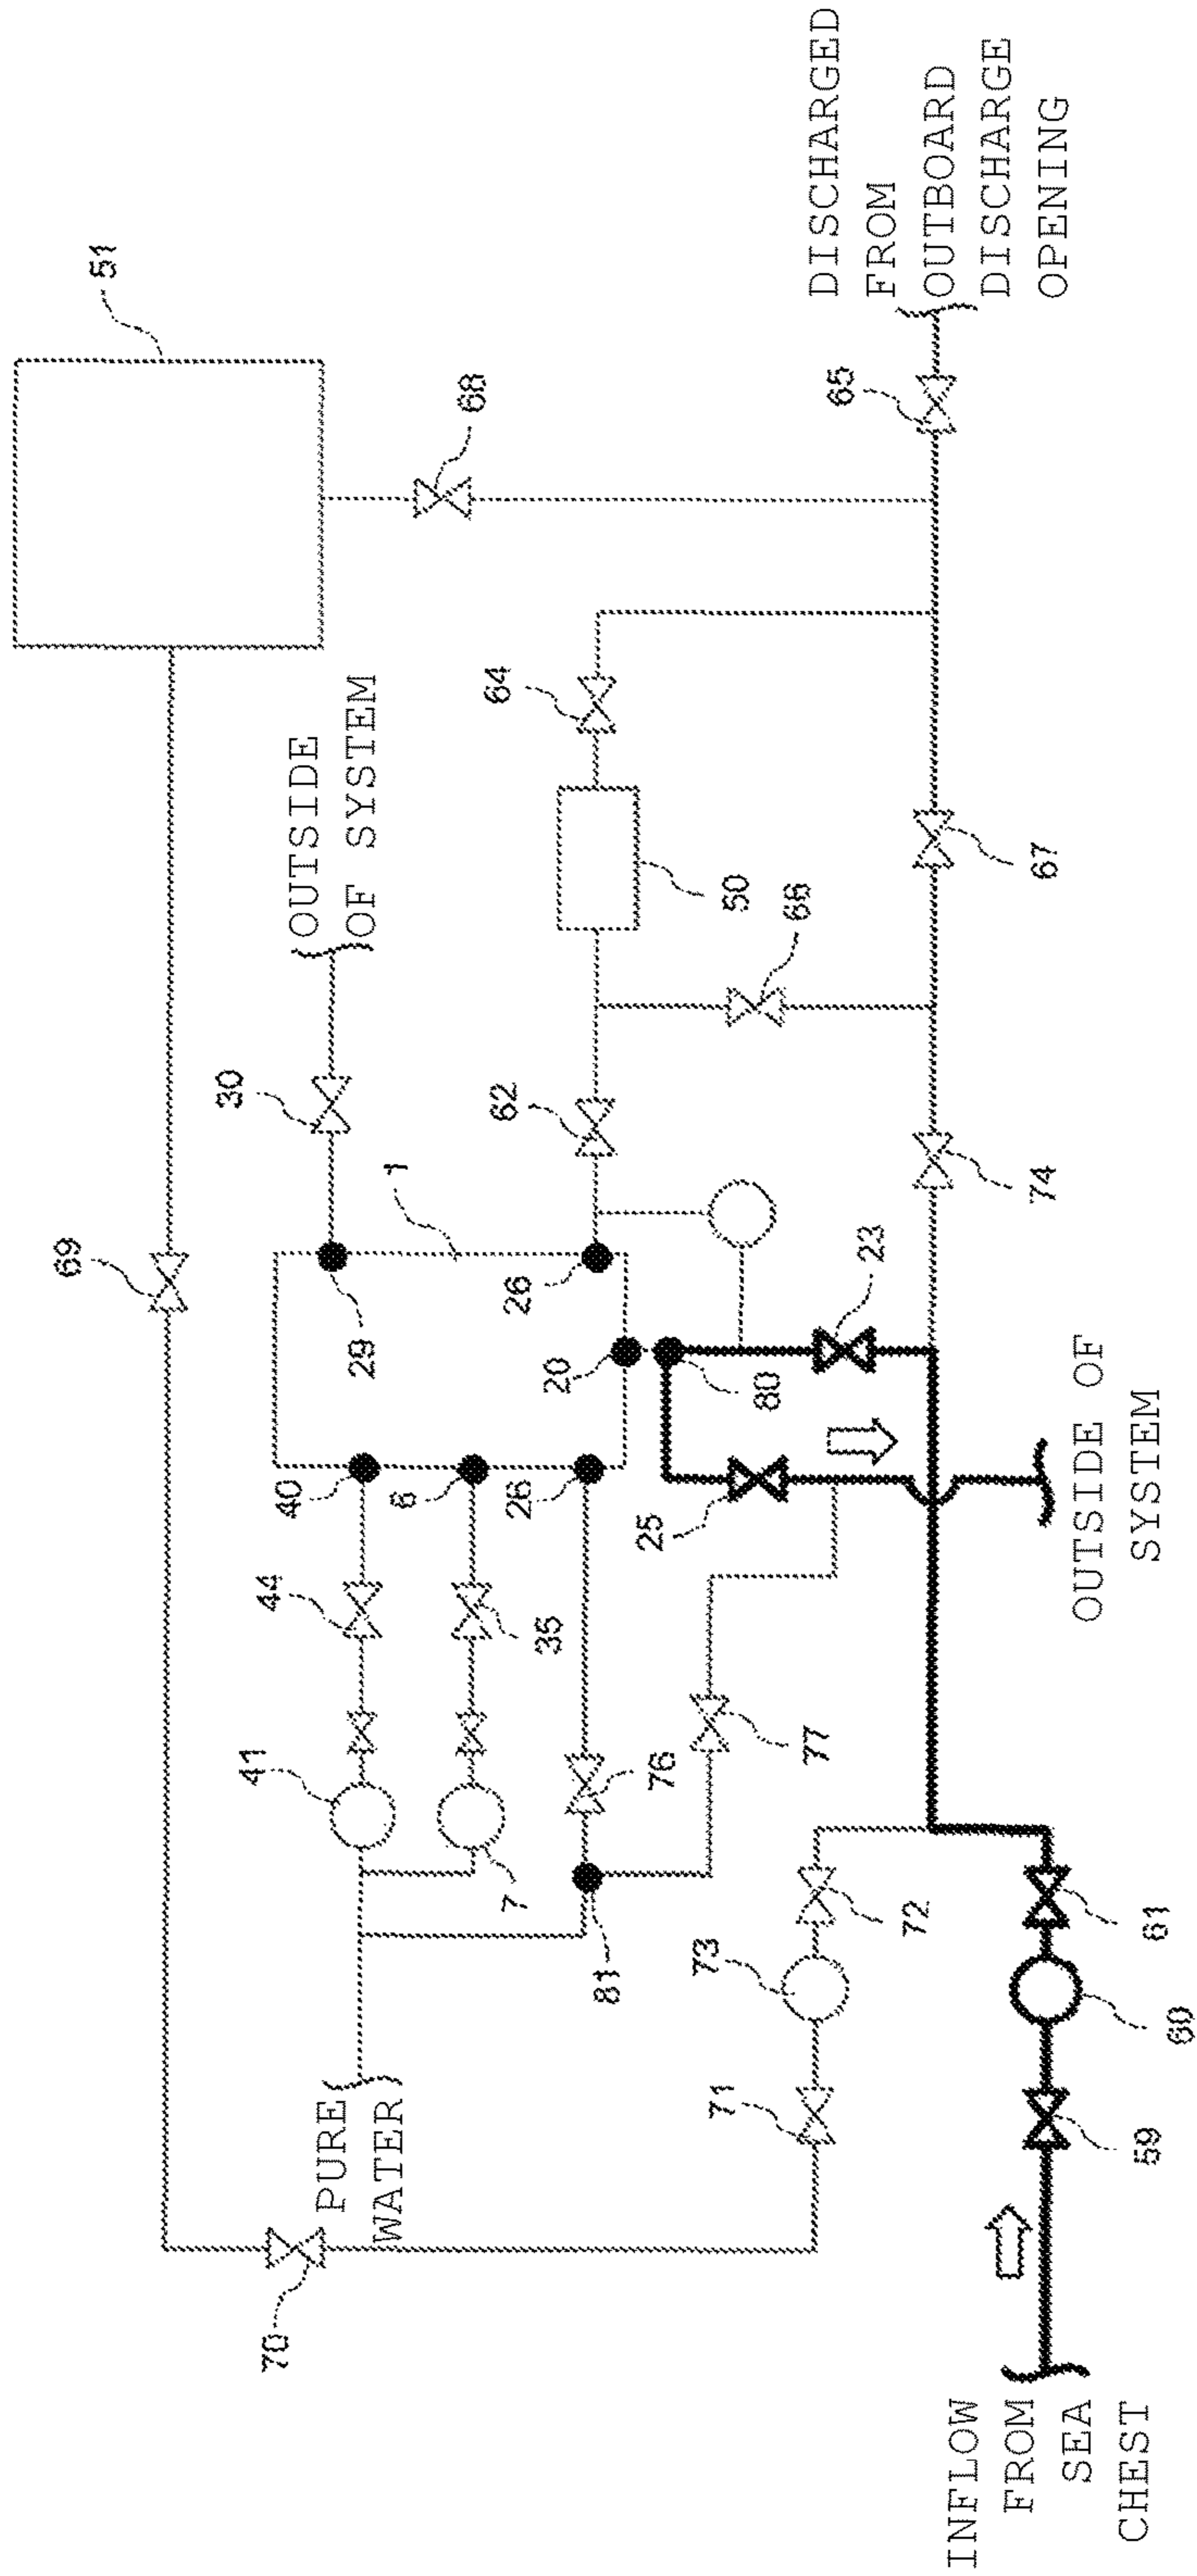 51
69
70
OUTSIDE
OF SYSTEM
30
PURE
WATER
41
44
40
29
1
68
6
7
35
26
26
62
64
76
81
20
50
77
25
80
66
23
71
73
72
65
67
74
DISCHARGED
FROM
OUTBOARD
DISCHARGE
OPENING
INFLOW
FROM
SEA
CHEST
59
60
61
OUTSIDE OF
SYSTEM